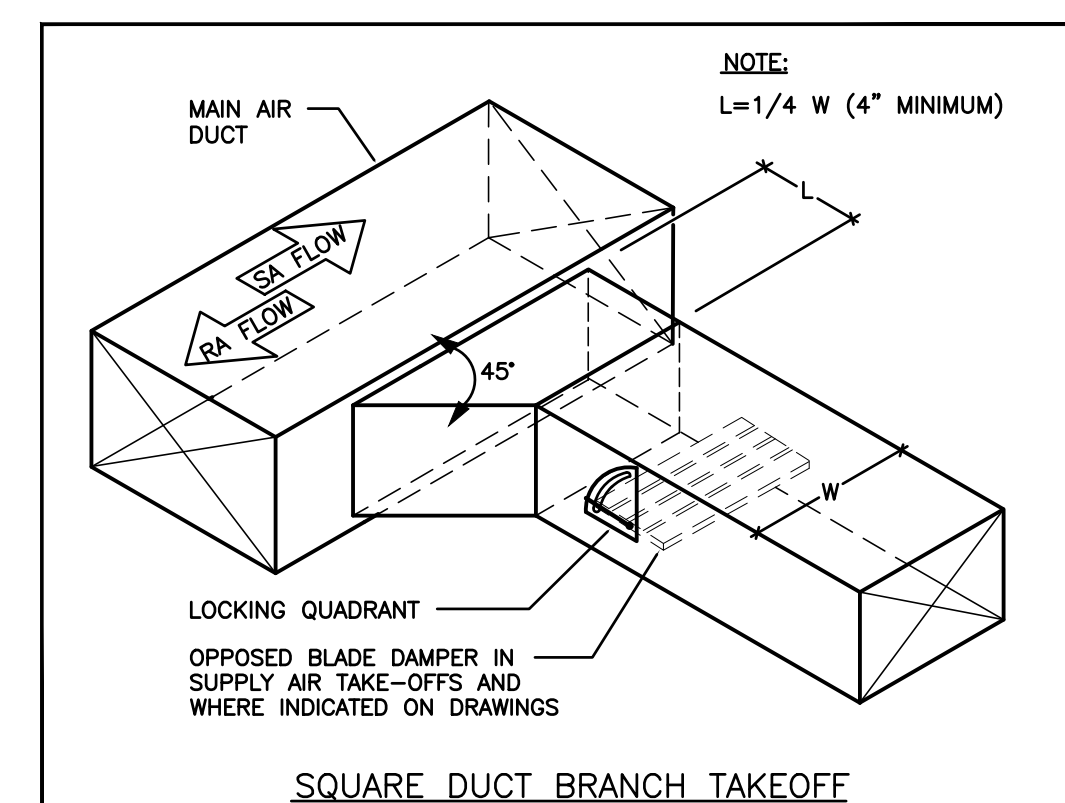 NOTE:
L=1/4 W (4" MINIMUM)
MAIN AIR
DUCT
L
SA FLOW
RA FLOW
45°
W
LOCKING QUADRANT
OPPOSED BLADE DAMPER IN
SUPPLY AIR TAKE-OFFS AND
WHERE INDICATED ON DRAWINGS
SQUARE DUCT BRANCH TAKEOFF